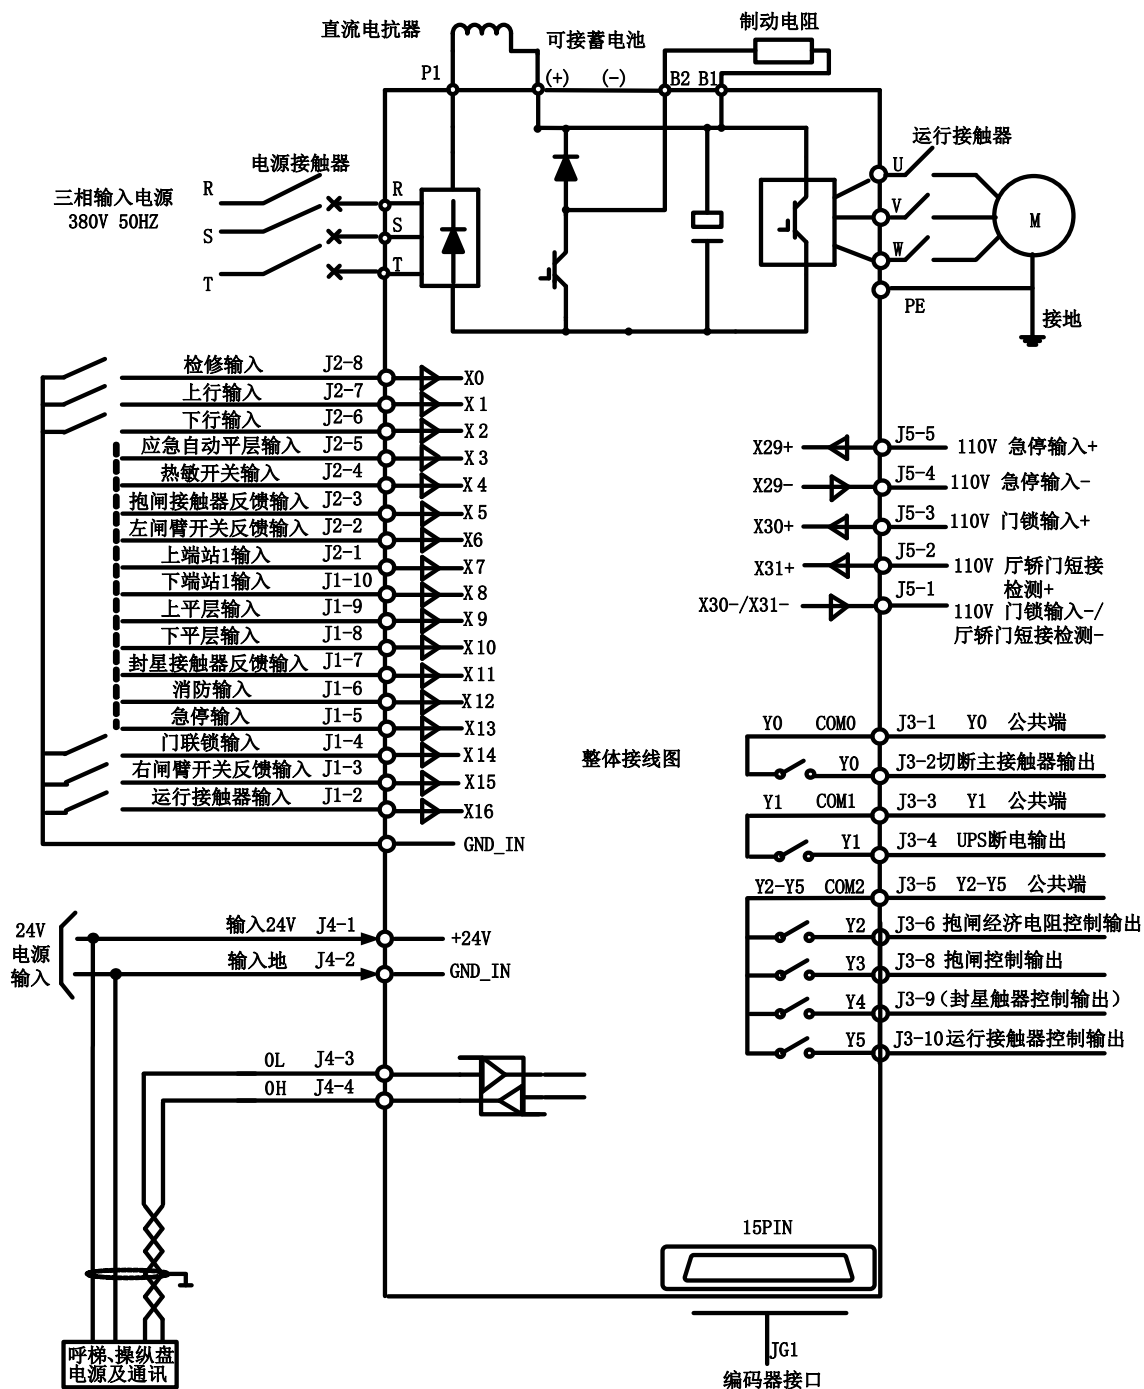 直流电抗器
可接蓄电池
制动电阻
P1
(+)
(-)
B2 B1
运行接触器
电源接触器
三相输入电源
380V 50HZ
R
S
T
R
S
T
U
V
W
M
PE
接地
检修输入 J2-8 X0
上行输入 J2-7 X1
下行输入 J2-6 X2
应急自动平层输入 J2-5 X3
热敏开关输入 J2-4 X4
抱闸接触器反馈输入 J2-3 X5
左闸臂开关反馈输入 J2-2 X6
上端站1输入 J2-1 X7
下端站1输入 J1-10 X8
上平层输入 J1-9 X9
下平层输入 J1-8 X10
封星接触器反馈输入 J1-7 X11
消防输入 J1-6 X12
急停输入 J1-5 X13
门联锁输入 J1-4 X14
右闸臂开关反馈输入 J1-3 X15
运行接触器输入 J1-2 X16
GND_IN
X29+ J5-5 110V 急停输入+
X29- J5-4 110V 急停输入-
X30+ J5-3 110V 门锁输入+
X31+ J5-2 110V 厅轿门短接
检测+
X30-/X31- J5-1 110V 门锁输入-/
厅轿门短接检测-
整体接线图
Y0 COM0 J3-1 Y0 公共端
Y0 J3-2切断主接触器输出
Y1 COM1 J3-3 Y1 公共端
Y1 J3-4 UPS断电输出
Y2-Y5 COM2 J3-5 Y2-Y5 公共端
Y2 J3-6 抱闸经济电阻控制输出
Y3 J3-8 抱闸控制输出
Y4 J3-9（封星触器控制输出）
Y5 J3-10运行接触器控制输出
24V
电源
输入
输入24V J4-1 +24V
输入地 J4-2 GND_IN
OL J4-3
OH J4-4
15PIN
JG1
编码器接口
呼梯、操纵盘
电源及通讯